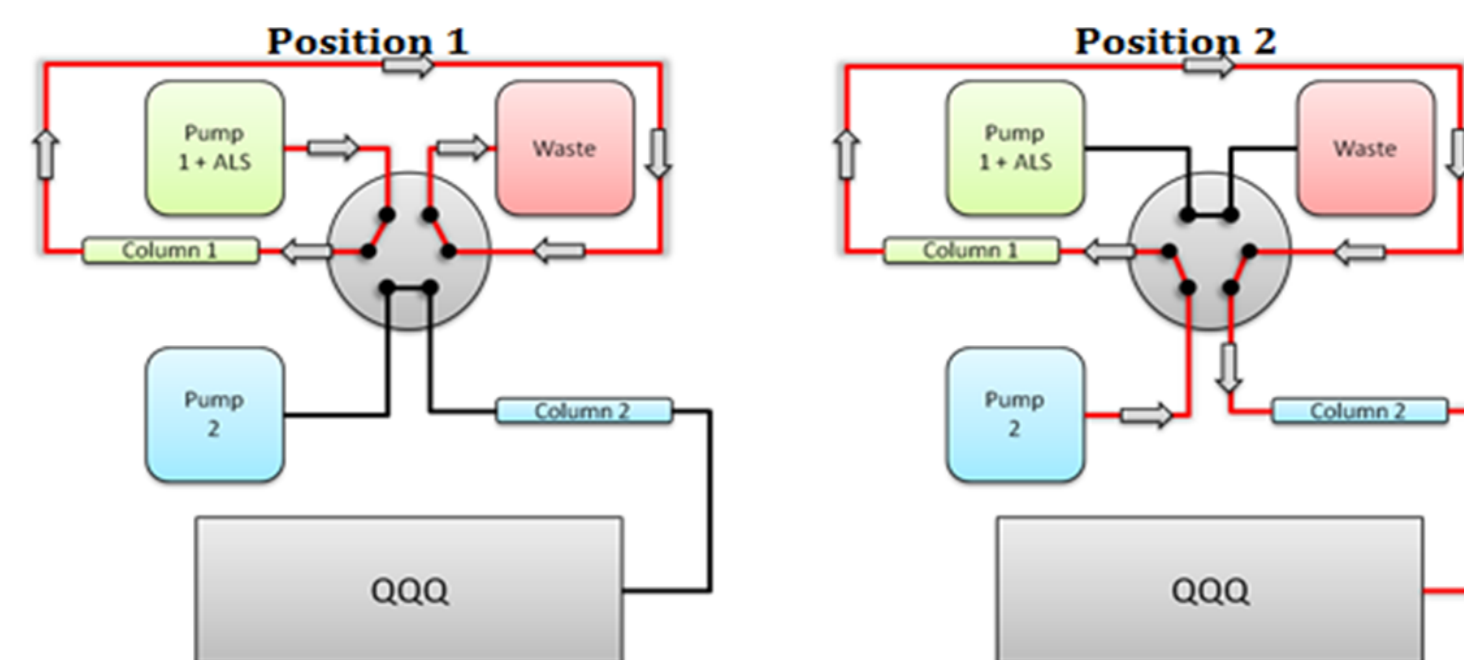 Position 1
Pump
1 + ALS
Waste
Column 1
Pump
2
Column 2
QQQ
Position 2
Pump
1 + ALS
Waste
Column 1
Pump
2
Column 2
QQQ